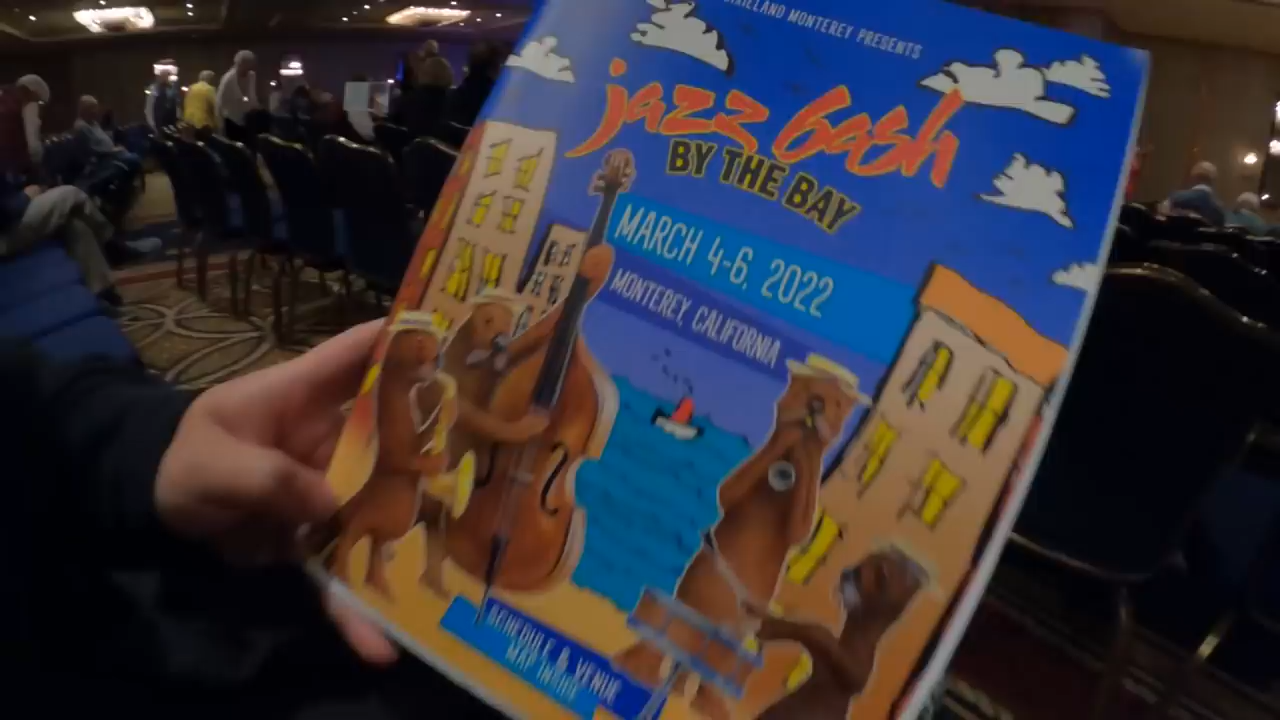 DIXIELAND MONTEREY PRESENTS
jazz bash
BY THE BAY
MARCH 4-6, 2022
MONTEREY, CALIFORNIA
SCHEDULE & VENUE
MAP INSIDE